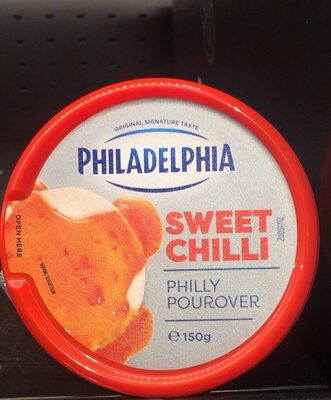 ORIGINAL SIGNATURE TASTE
PHILADELPHIA
SWEET
CHILLI
PHILLY
POUROVER
℮ 150g
OPEN HERE